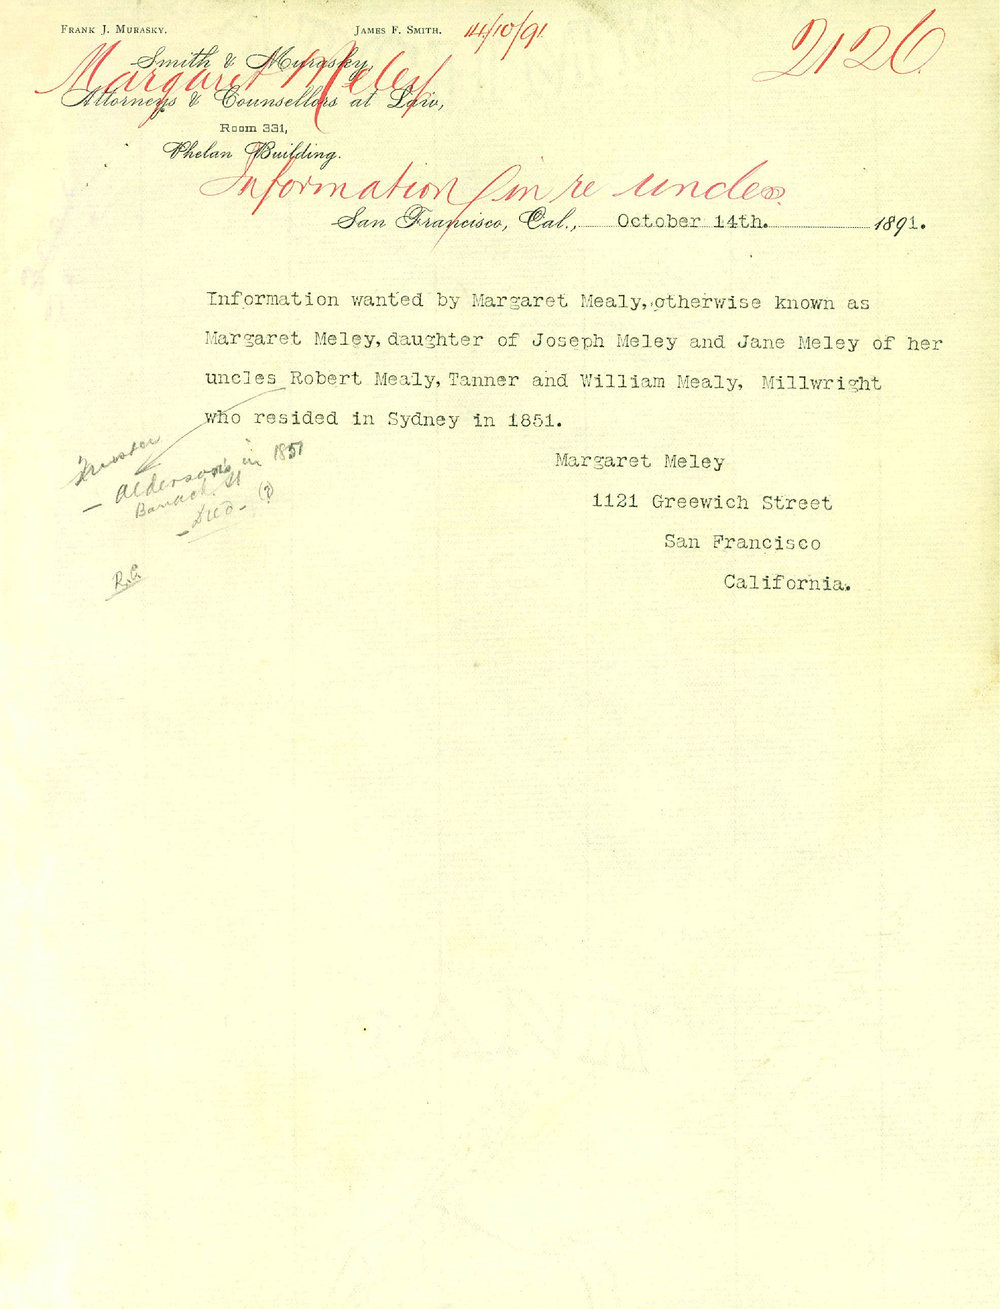 FRANK J. MURASKY. JAMES F. SMITH. 14/10/91
2126
Smith & Murasky,
Margaret Meley
Attorneys & Counsellors at Law,
Room 331,
Phelan Building.
Information in re uncles.
San Francisco, Cal., October 14th. 1891.
Information wanted by Margaret Mealy, otherwise known as
Margaret Meley, daughter of Joseph Meley and Jane Meley of her
uncles Robert Mealy, Tanner and William Mealy, Millwright
who resided in Sydney in 1851.
Margaret Meley
1121 Greewich Street
San Francisco
California.
- Alderson's in 1851
- Died - (?)
R.C.